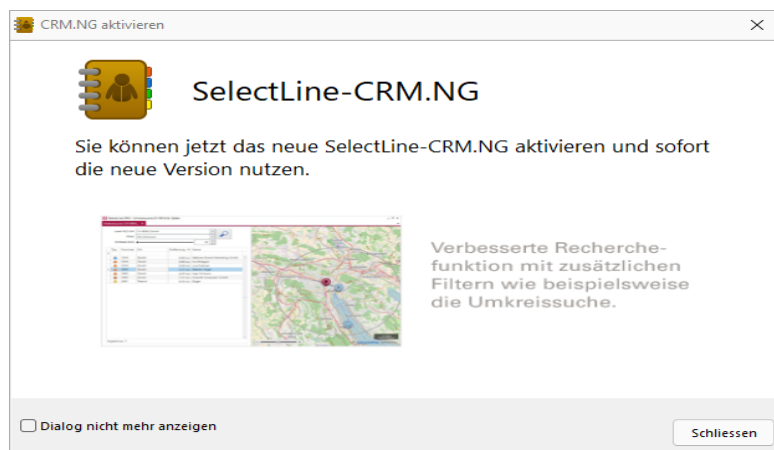 CRM.NG aktivieren
SelectLine-CRM.NG
Sie können jetzt das neue SelectLine-CRM.NG aktivieren und sofort
die neue Version nutzen.
Verbesserte Recherche-
funktion mit zusätzlichen
Filtern wie beispielsweise
die Umkreissuche.
Dialog nicht mehr anzeigen
Schliessen